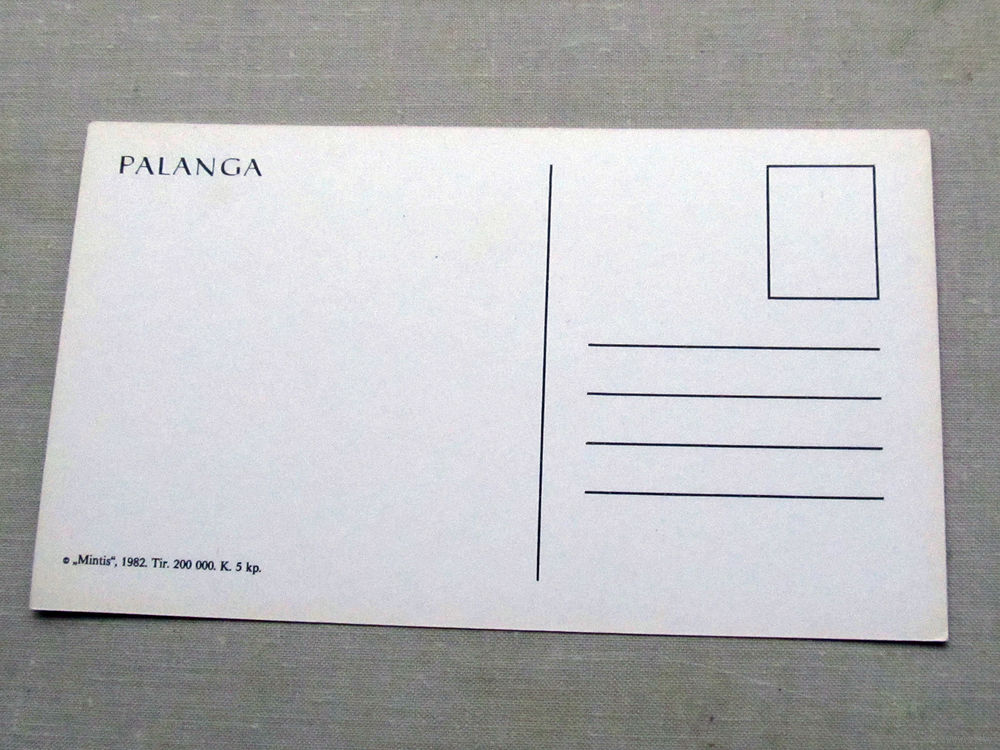 PALANGA
© „Mintis“, 1982. Tir. 200 000. K. 5 kp.